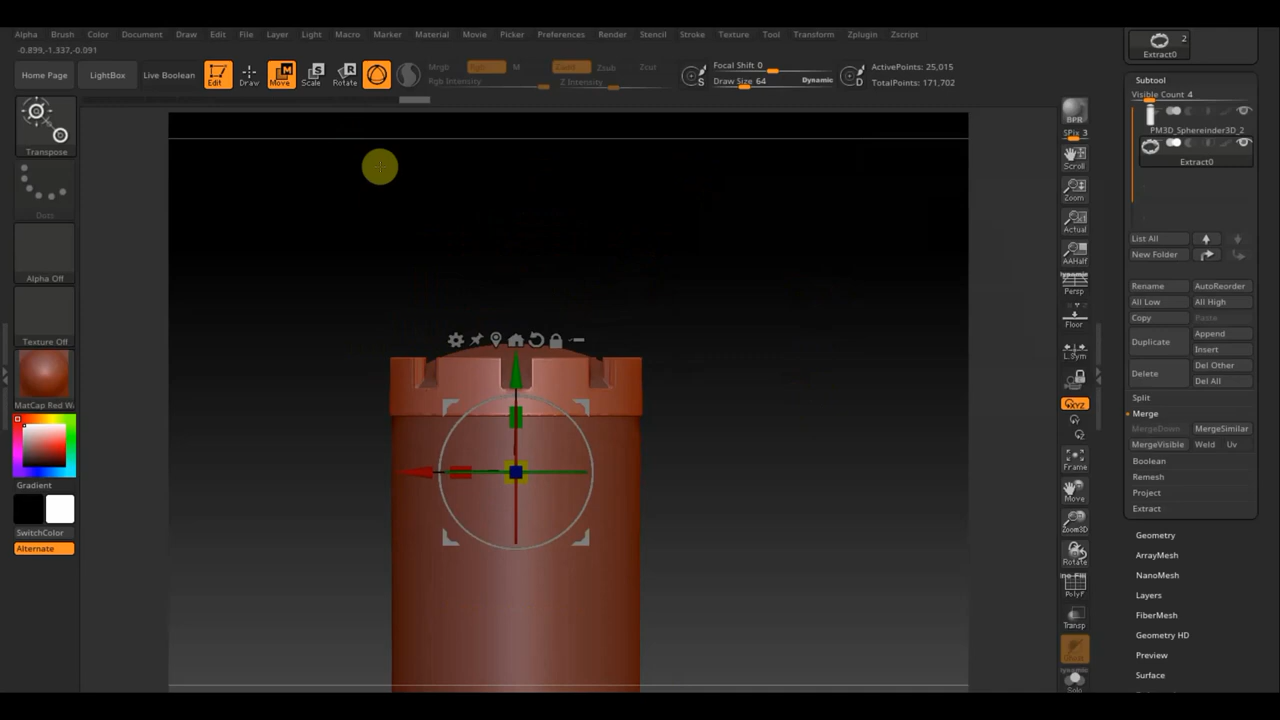 Alpha Brush Color Document Draw Edit File Layer Light Macro Marker Material Movie Picker Preferences Render Stencil Stroke Texture Tool Transform Zplugin Zscript
-0.899,-1.337,-0.091
Home Page LightBox Live Boolean Edit Draw Move Scale Rotate
Mrgb Rgb M Zadd Zsub Zcut
Rgb Intensity Z Intensity
Focal Shift 0
Draw Size 64 Dynamic
S D
ActivePoints: 25,015
TotalPoints: 171,702
Transpose
Dots
Alpha Off
Texture Off
MatCap Red Wa
Gradient
SwitchColor
Alternate
BPR
SPix 3
Scroll
Zoom
Actual
AAHalf
Dynamic
Persp
Floor
L.Sym
XYZ
Y
Z
Frame
Move
Zoom3D
Rotate
Line Fill
PolyF
Transp
Dynamic
Solo
2
Extract0
Subtool
Visible Count 4
PM3D_Sphereinder3D_2
Extract0
List All
New Folder
Rename AutoReorder
All Low All High
Copy Paste
Duplicate Append
Insert
Delete Del Other
Del All
Split
Merge
MergeDown MergeSimilar
MergeVisible Weld Uv
Boolean
Remesh
Project
Extract
Geometry
ArrayMesh
NanoMesh
Layers
FiberMesh
Geometry HD
Preview
Surface